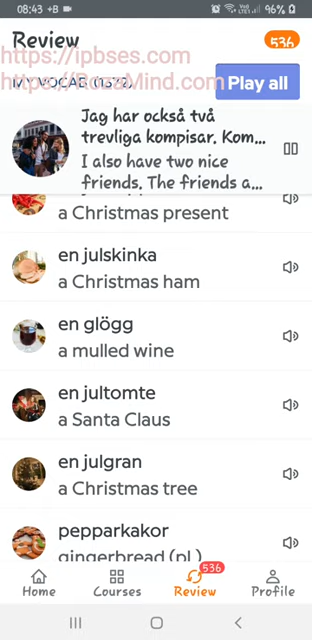 08:43 +B
96%
Review
536
https://ipbses.com
MY VOCAB (1572)
https://RozaMind.com
Play all
Jag har också två
trevliga kompisar. Kom...
I also have two nice
friends. The friends a...
a Christmas present
en julskinka
a Christmas ham
en glögg
a mulled wine
en jultomte
a Santa Claus
en julgran
a Christmas tree
pepparkakor
gingerbread (pl.)
536
Home
Courses
Review
Profile